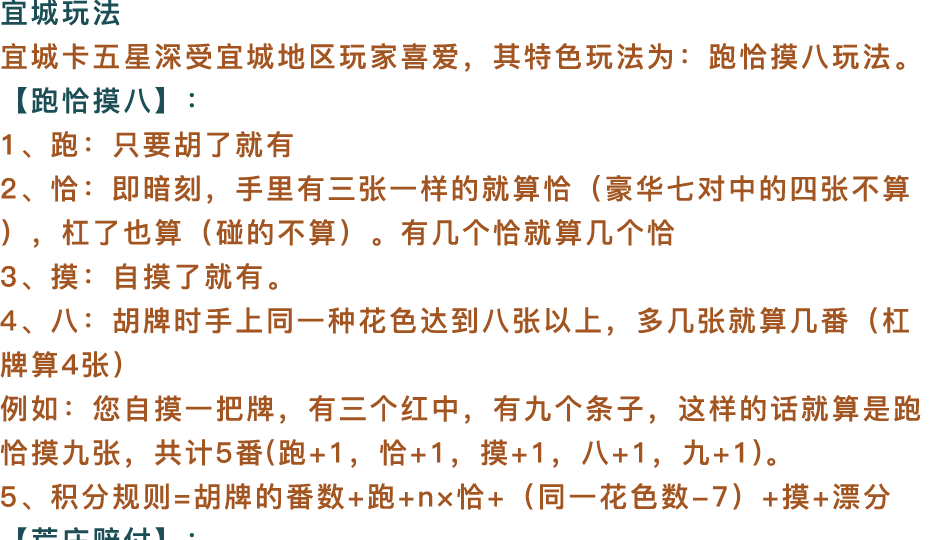 宜城玩法
宜城卡五星深受宜城地区玩家喜爱，其特色玩法为：跑恰摸八玩法。
【跑恰摸八】：
1、跑：只要胡了就有
2、恰：即暗刻，手里有三张一样的就算恰（豪华七对中的四张不算
），杠了也算（碰的不算）。有几个恰就算几个恰
3、摸：自摸了就有。
4、八：胡牌时手上同一种花色达到八张以上，多几张就算几番（杠
牌算4张）
例如：您自摸一把牌，有三个红中，有九个条子，这样的话就算是跑
恰摸九张，共计5番(跑+1，恰+1，摸+1，八+1，九+1)。
5、积分规则=胡牌的番数+跑+n×恰+（同一花色数-7）+摸+漂分
【荒庄赔付】：